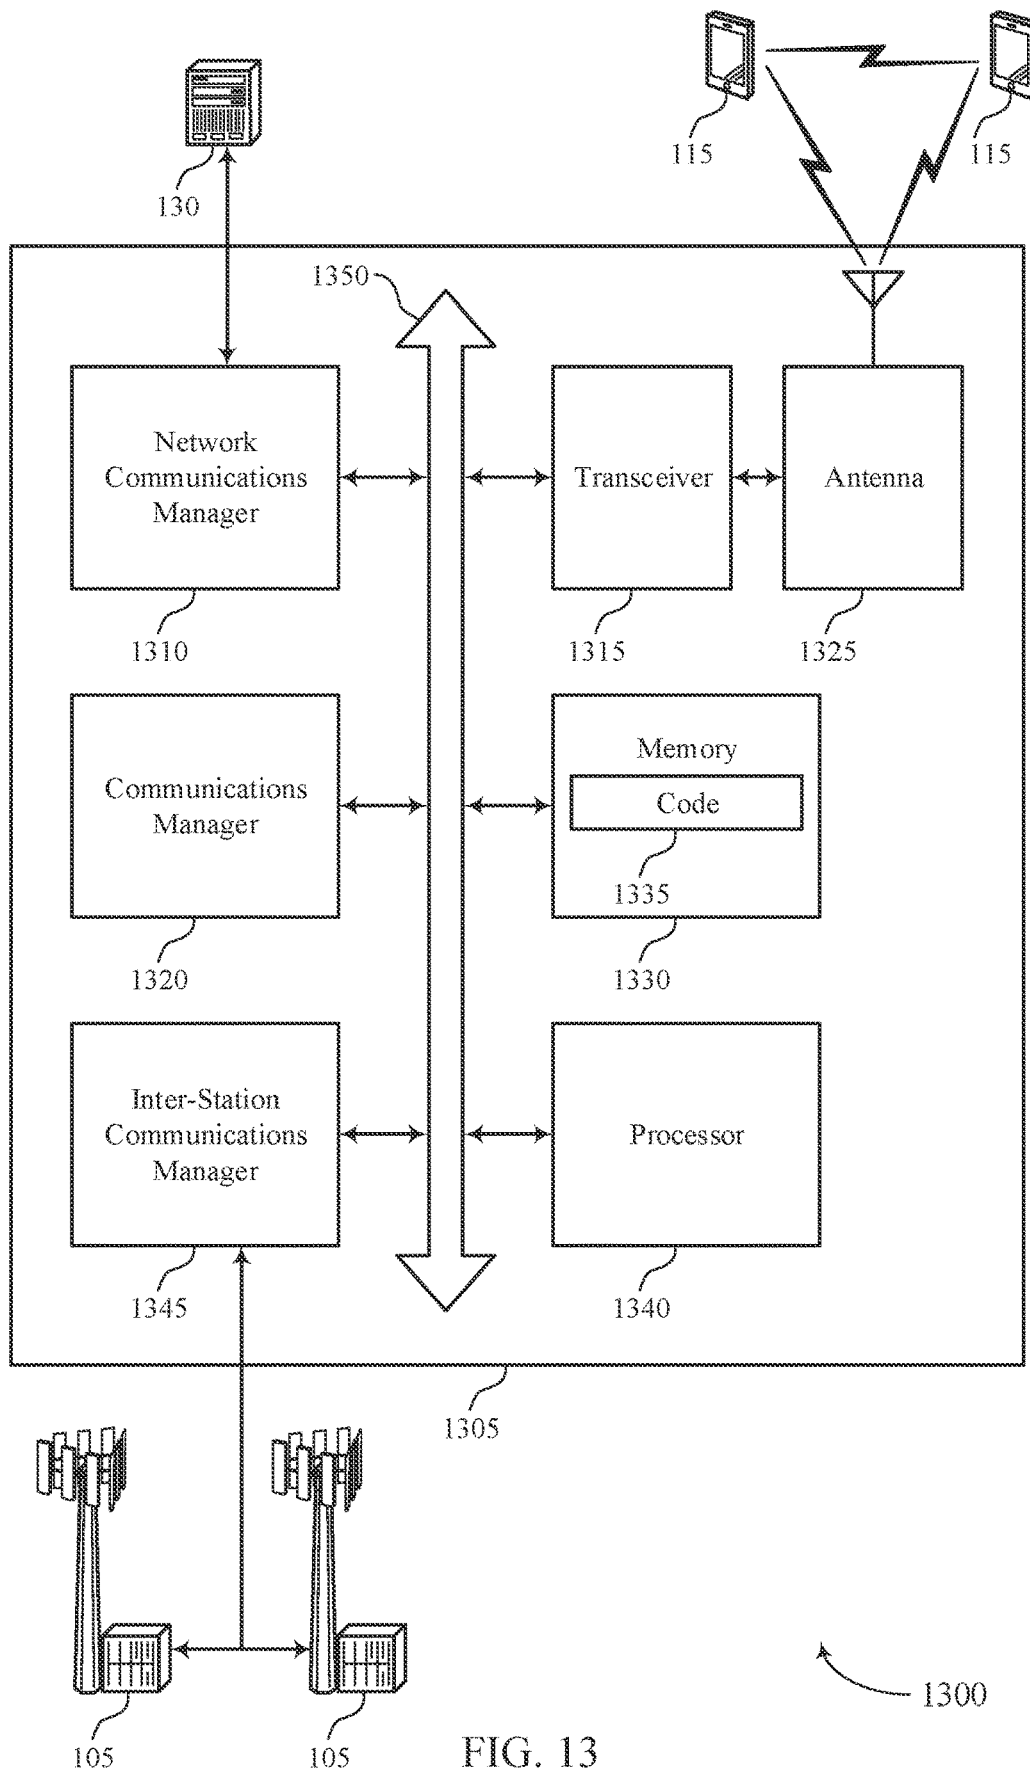 130
115
115
1350
Network
Communications
Manager
1310
Transceiver
1315
Antenna
1325
Communications
Manager
1320
Memory
Code
1335
1330
Inter-Station
Communications
Manager
1345
Processor
1340
1305
105
105
1300
FIG. 13